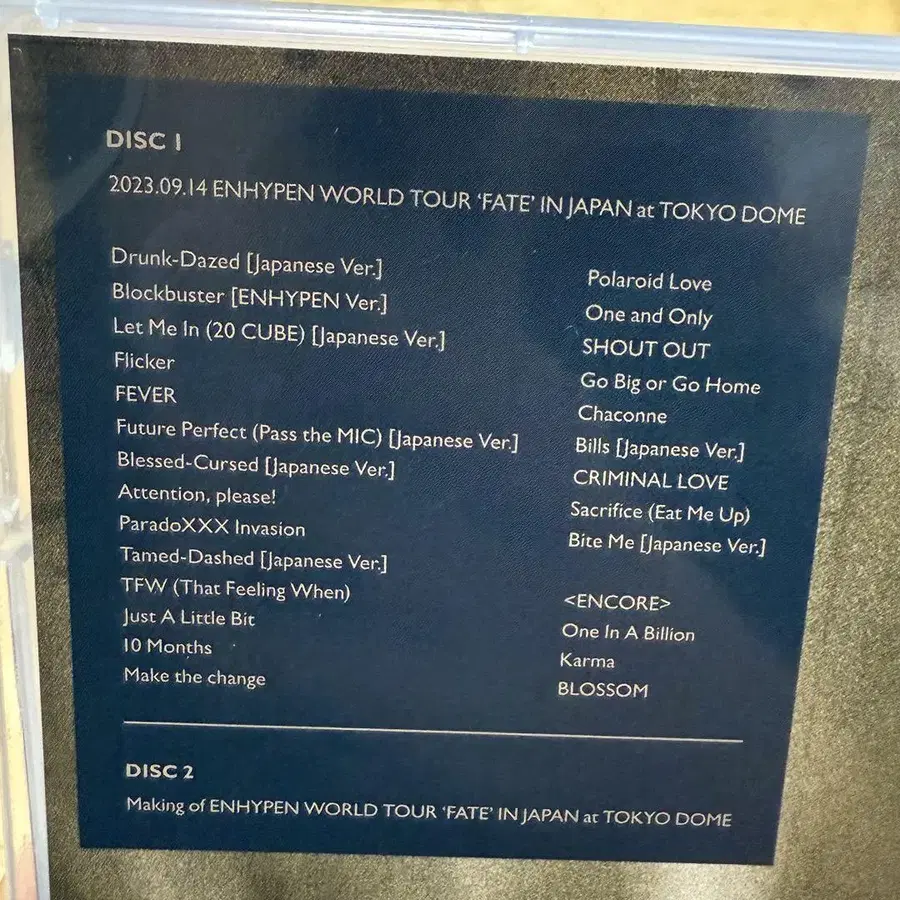 DISC 1
2023.09.14 ENHYPEN WORLD TOUR 'FATE' IN JAPAN at TOKYO DOME
Drunk-Dazed [Japanese Ver.]
Blockbuster [ENHYPEN Ver.]
Let Me In (20 CUBE) [Japanese Ver.]
Flicker
FEVER
Future Perfect (Pass the MIC) [Japanese Ver.]
Blessed-Cursed [Japanese Ver.]
Attention, please!
ParadoXXX Invasion
Tamed-Dashed [Japanese Ver.]
TFW (That Feeling When)
Just A Little Bit
10 Months
Make the change
Polaroid Love
One and Only
SHOUT OUT
Go Big or Go Home
Chaconne
Bills [Japanese Ver.]
CRIMINAL LOVE
Sacrifice (Eat Me Up)
Bite Me [Japanese Ver.]
<ENCORE>
One In A Billion
Karma
BLOSSOM
DISC 2
Making of ENHYPEN WORLD TOUR 'FATE' IN JAPAN at TOKYO DOME